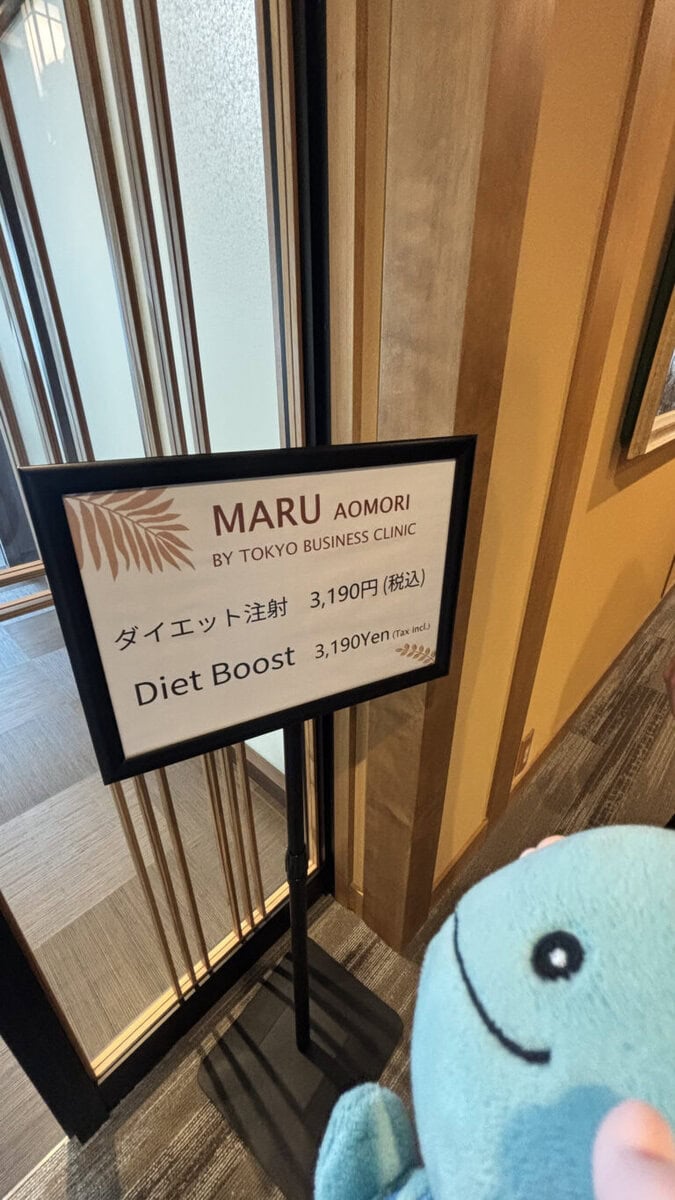 MARU AOMORI
BY TOKYO BUSINESS CLINIC
ダイエット注射 3,190円 (税込)
Diet Boost 3,190Yen (Tax incl.)